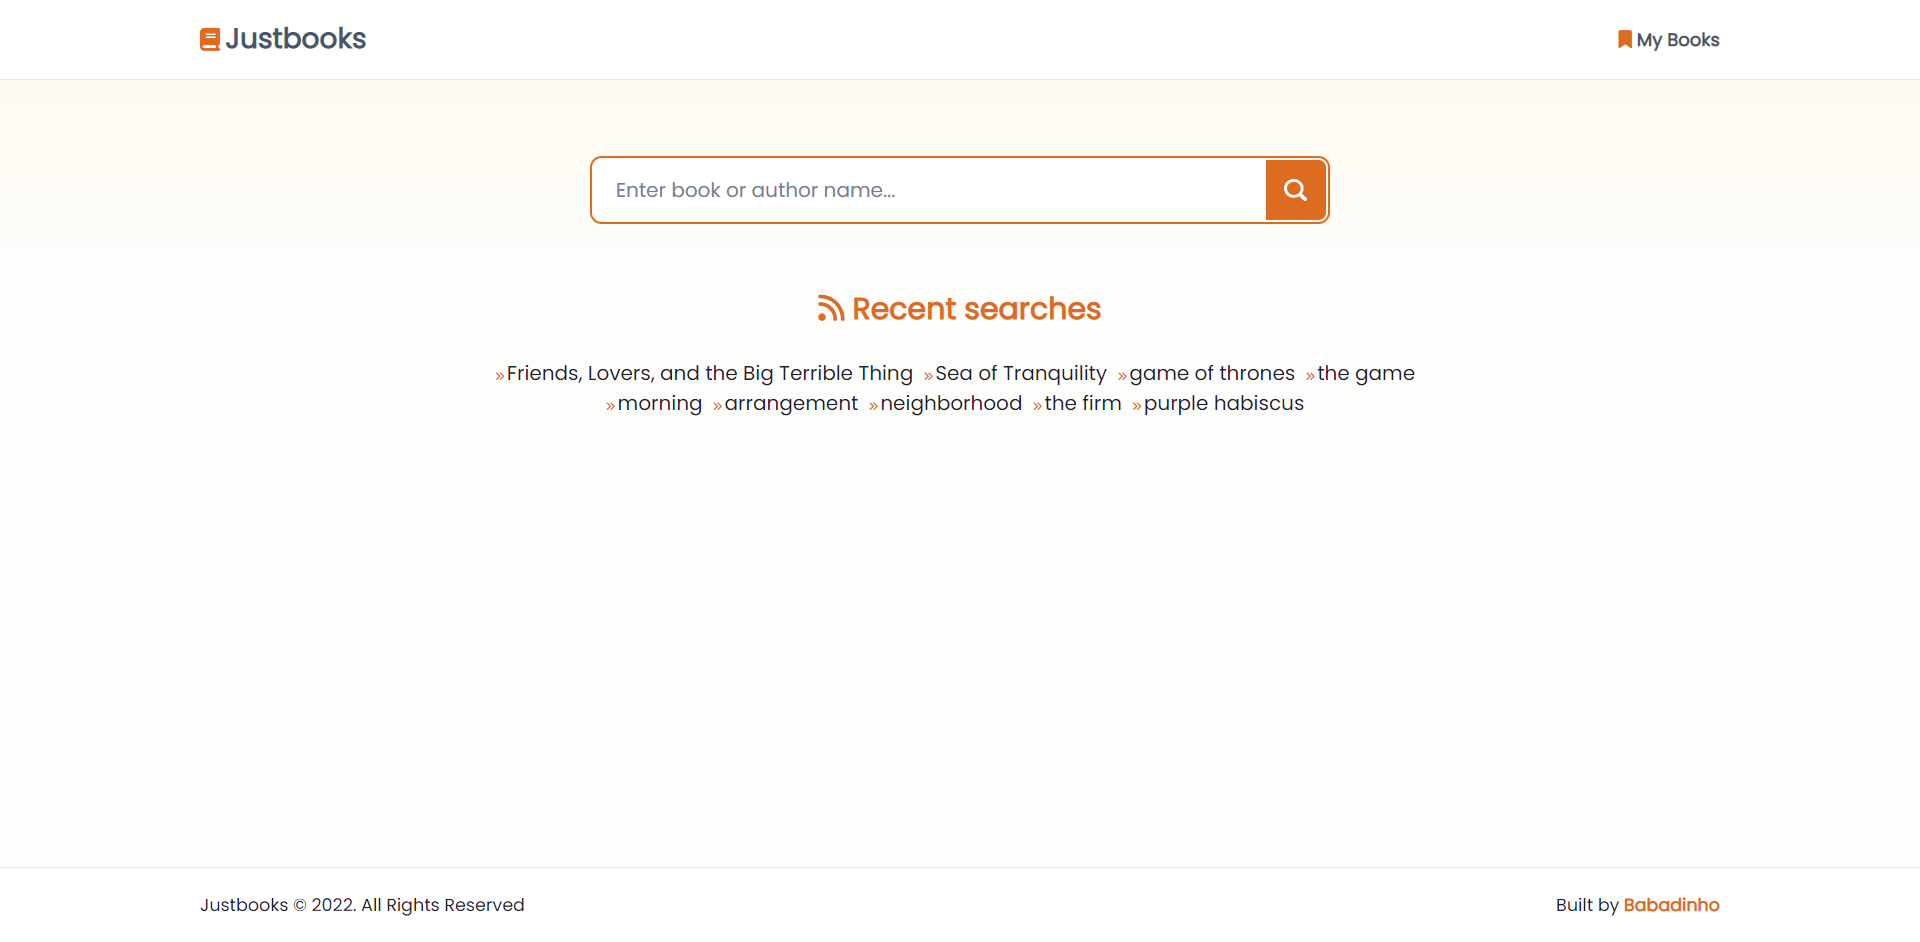 Justbooks
My Books
Enter book or author name...
Recent searches
»Friends, Lovers, and the Big Terrible Thing »Sea of Tranquility »game of thrones »the game
»morning »arrangement »neighborhood »the firm »purple habiscus
Justbooks © 2022. All Rights Reserved
Built by Babadinho